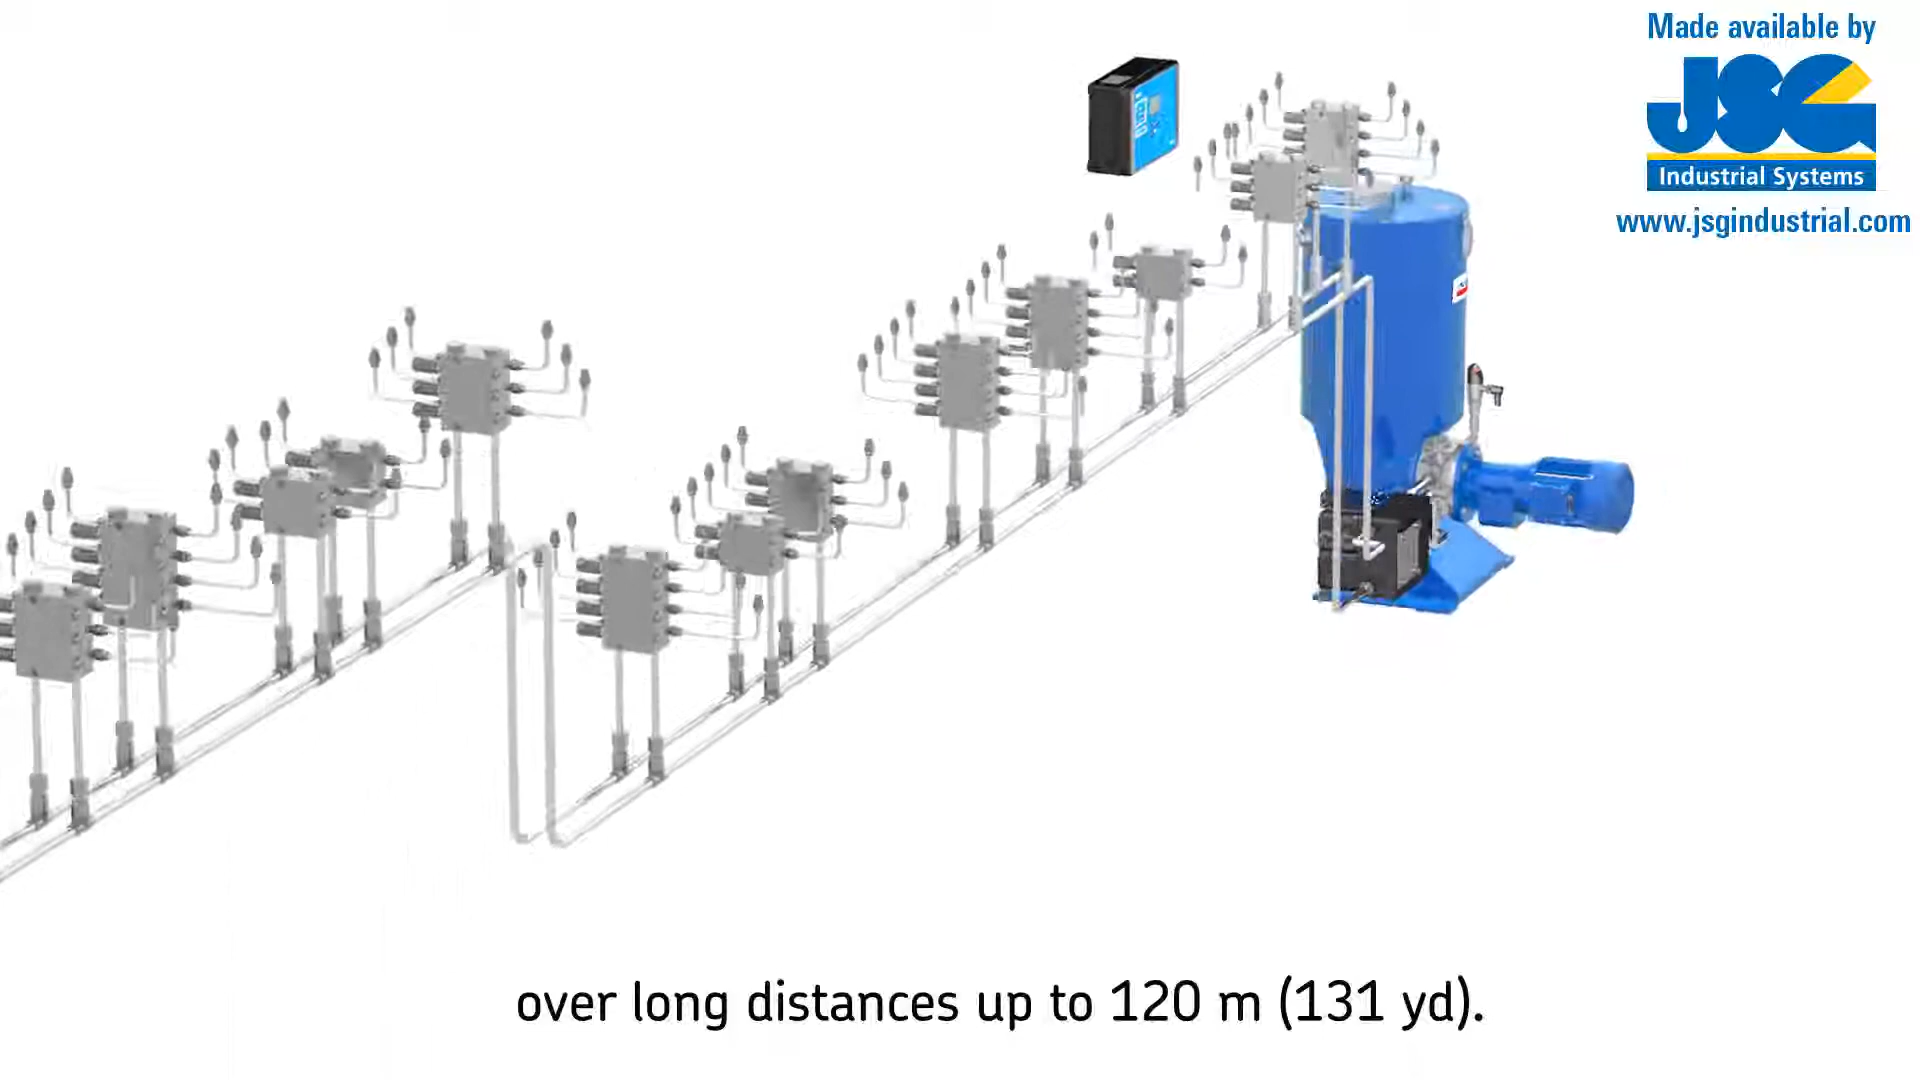 Made available by
JSG
Industrial Systems
www.jsgindustrial.com
over long distances up to 120 m (131 yd).